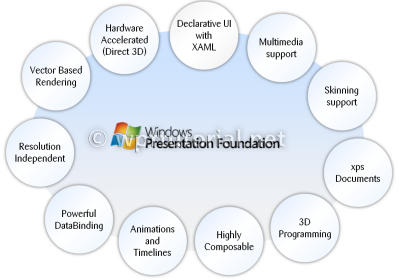 Declarative UI
with
XAML
Multimedia
support
Skinning
support
xps
Documents
3D
Programming
Highly
Composable
Animations
and
Timelines
Powerful
DataBinding
Resolution
Independent
Vector Based
Rendering
Hardware
Accelerated
(Direct 3D)
Windows
Presentation Foundation
© wpftutorial.net